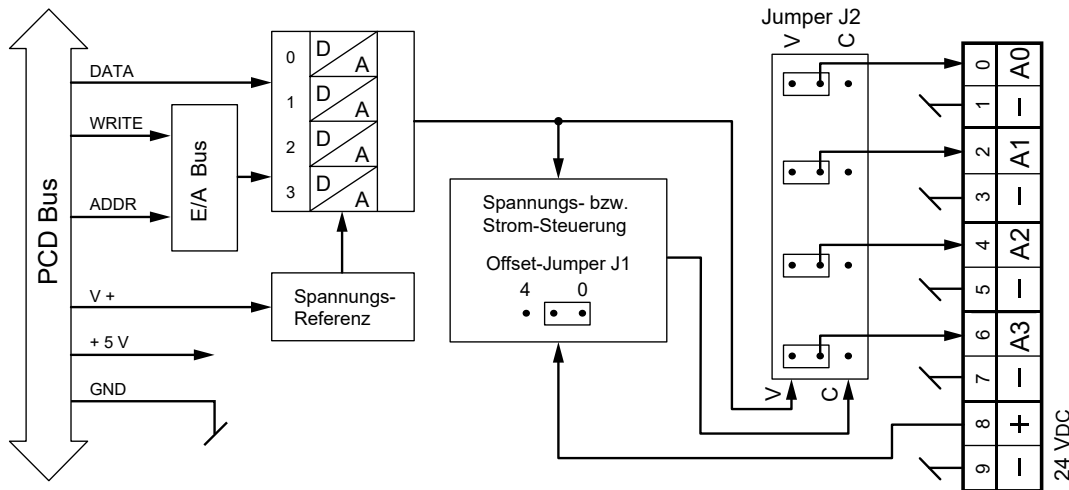 PCD Bus
DATA
WRITE
ADDR
V +
+ 5 V
GND
E/A Bus
0 D A
1 D A
2 D A
3 D A
Spannungs-
Referenz
Spannungs- bzw.
Strom-Steuerung
Offset-Jumper J1
4 0
Jumper J2
V C
V C
0 A0
1 –
2 A1
3 –
4 A2
5 –
6 A3
7 –
8 +
9 –
24 VDC